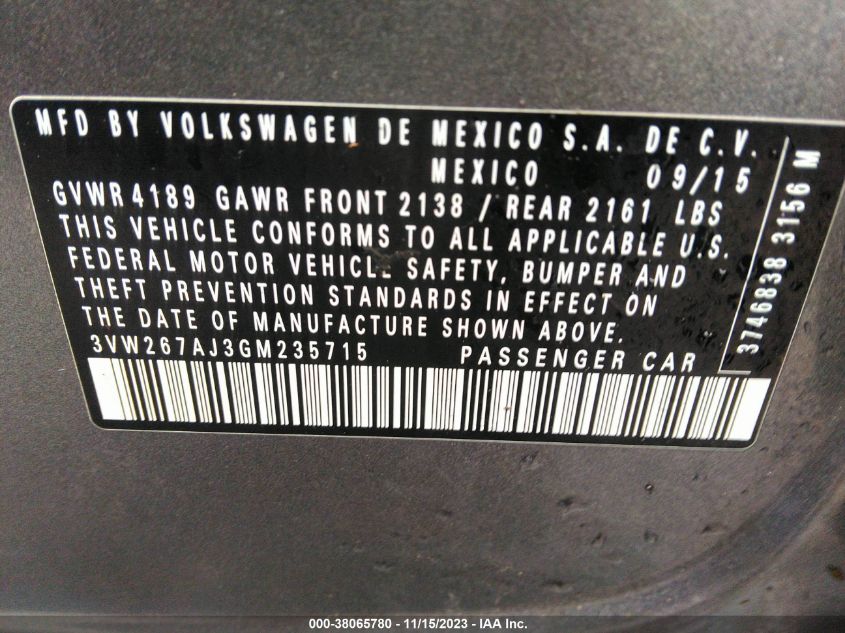 MFD BY VOLKSWAGEN DE MEXICO S.A. DE C.V.
MEXICO 09/15
GVWR 4189 GAWR FRONT 2138 / REAR 2161 LBS
THIS VEHICLE CONFORMS TO ALL APPLICABLE U.S.
FEDERAL MOTOR VEHICLE SAFETY, BUMPER AND
THEFT PREVENTION STANDARDS IN EFFECT ON
THE DATE OF MANUFACTURE SHOWN ABOVE.
3VW267AJ3GM235715 PASSENGER CAR
3746838 3156 M
000-38065780 - 11/15/2023 - IAA Inc.